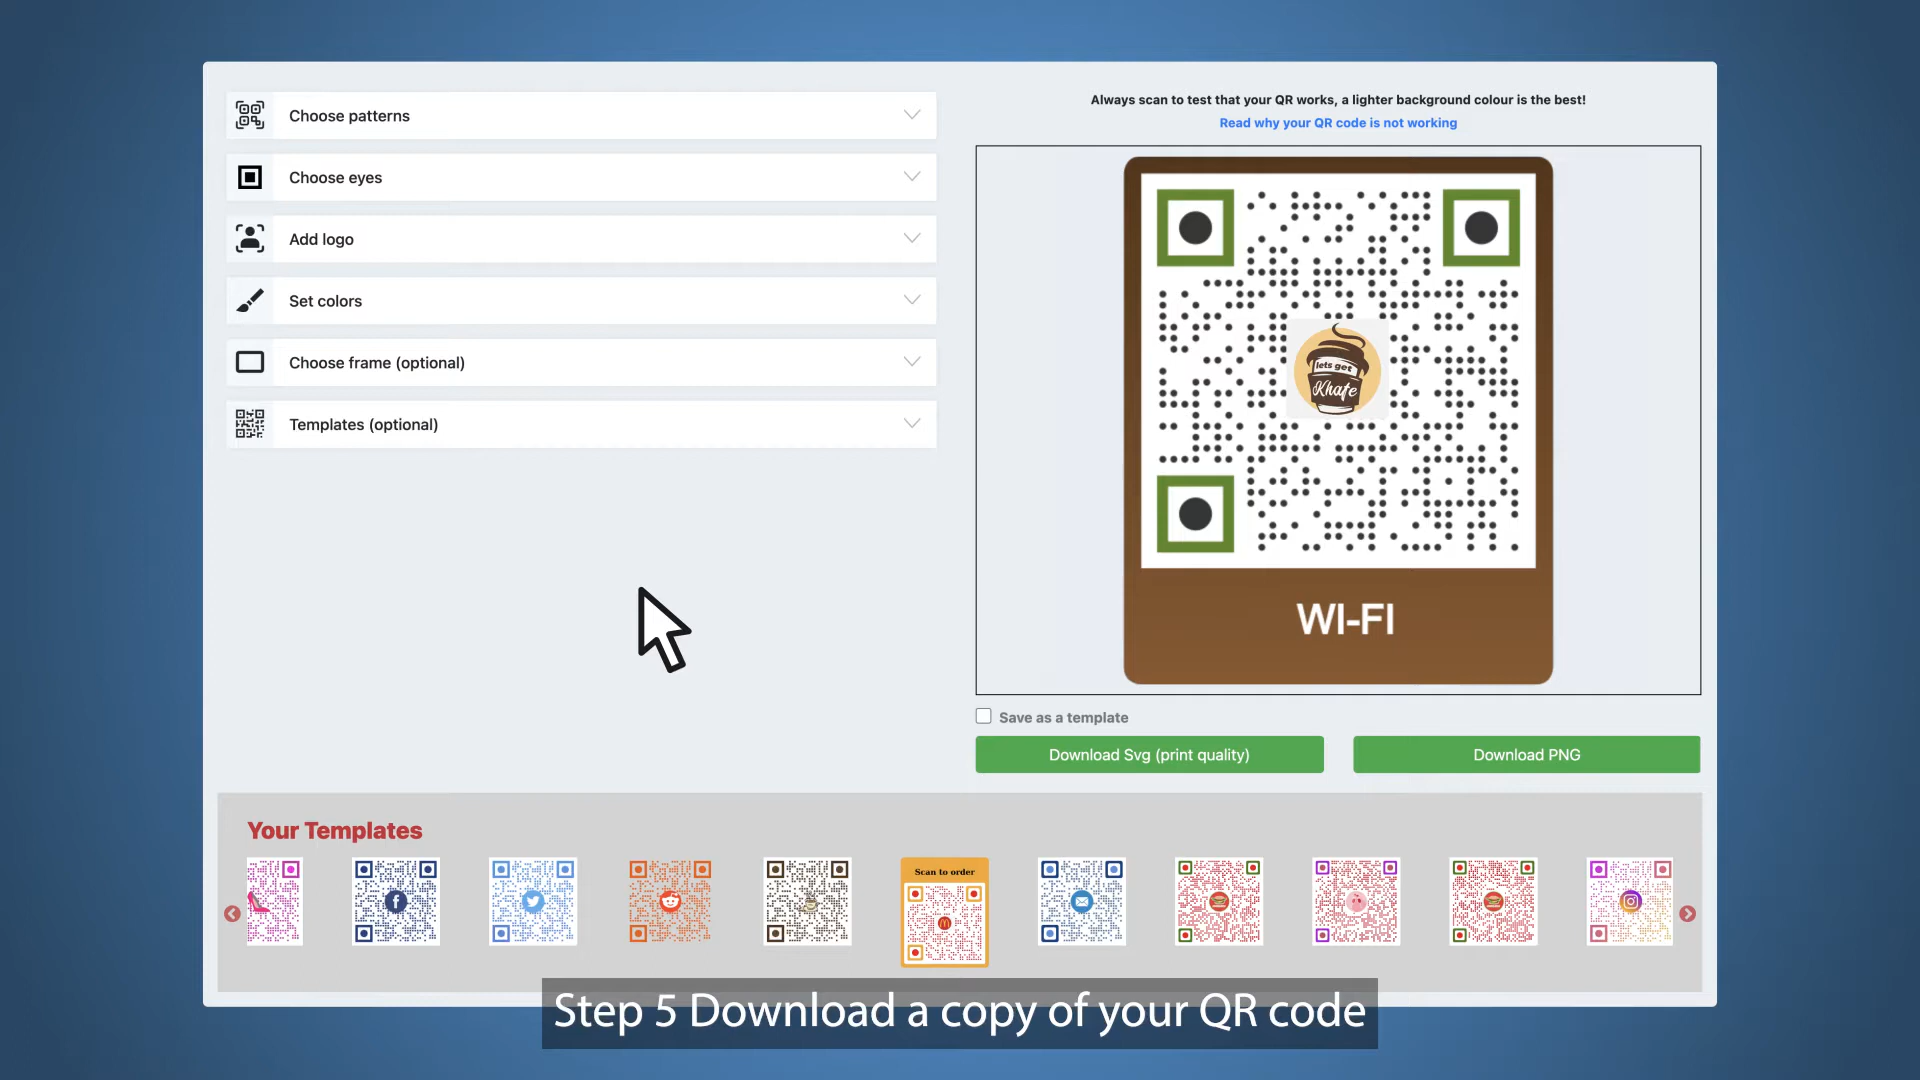 Choose patterns
Choose eyes
Add logo
Set colors
Choose frame (optional)
Templates (optional)
Always scan to test that your QR works, a lighter background colour is the best!
Read why your QR code is not working
lets get
Khafe
WI-FI
Save as a template
Download Svg (print quality)
Download PNG
Your Templates
Scan to order
Step 5 Download a copy of your QR code